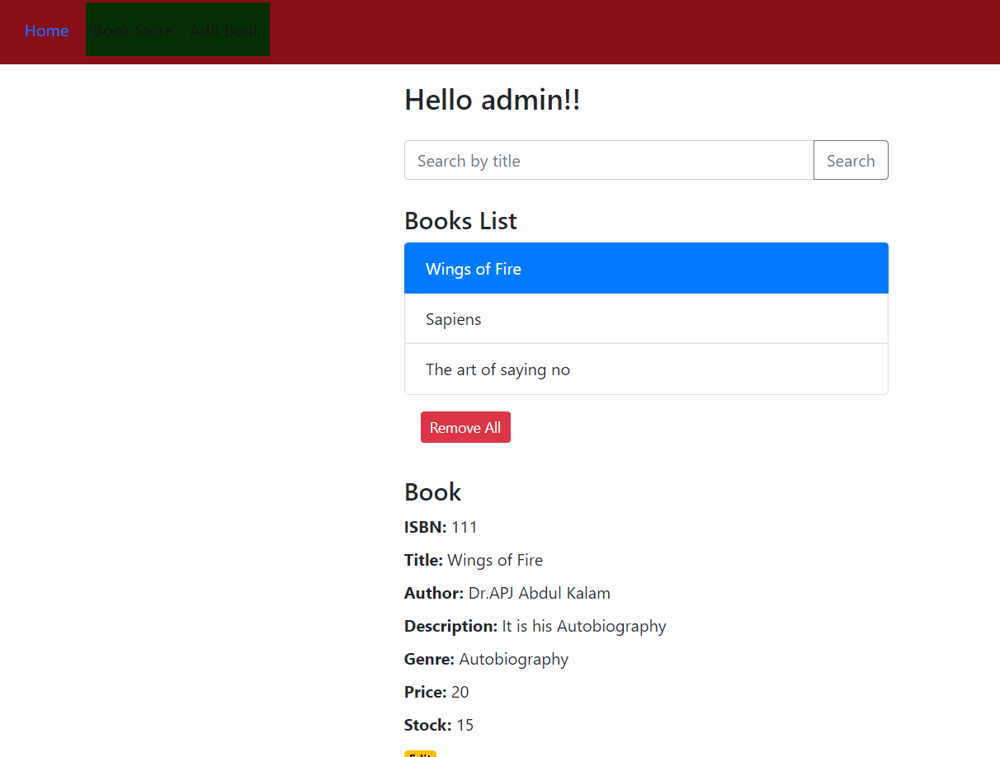 Home Book Store Add Book
Hello admin!!
Search by title Search
Books List
Wings of Fire
Sapiens
The art of saying no
Remove All
Book
ISBN: 111
Title: Wings of Fire
Author: Dr.APJ Abdul Kalam
Description: It is his Autobiography
Genre: Autobiography
Price: 20
Stock: 15
Edit